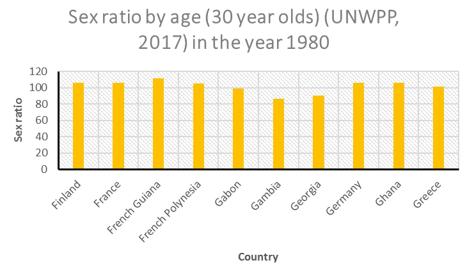 Sex ratio by age (30 year olds) (UNWPP,
2017) in the year 1980
120
100
80
60
40
20
0
Sex ratio
Finland
France
French Guiana
French Polynesia
Gabon
Gambia
Georgia
Germany
Ghana
Greece
Country